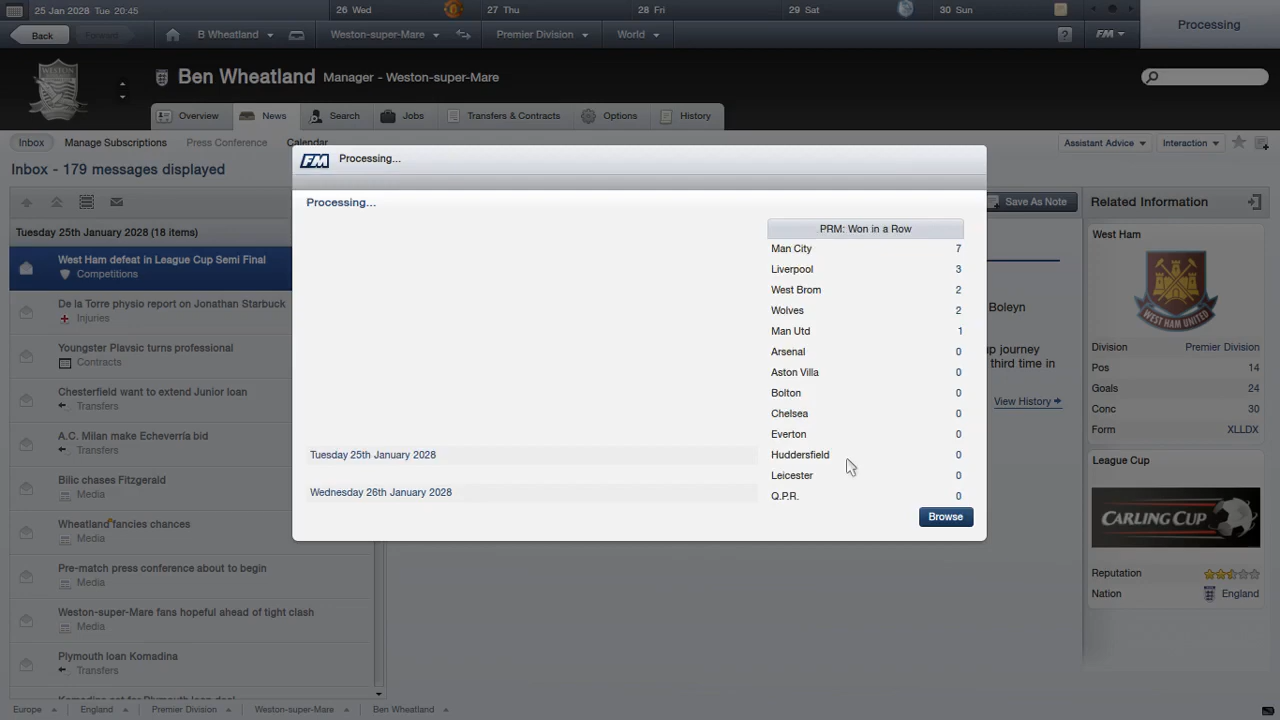 25 Jan 2028 Tue 20:45
26 Wed
27 Thu
28 Fri
29 Sat
30 Sun
Processing
Back
Forward
B Wheatland
Weston-super-Mare
Premier Division
World
?
FM
WESTON
Ben Wheatland
Manager - Weston-super-Mare
Overview
News
Search
Jobs
Transfers & Contracts
Options
History
Inbox
Manage Subscriptions
Press Conference
Calendar
Assistant Advice
Interaction
Inbox - 179 messages displayed
Save As Note
Related Information
Tuesday 25th January 2028 (18 items)
West Ham defeat in League Cup Semi Final
Competitions
De la Torre physio report on Jonathan Starbuck
Injuries
Youngster Plavsic turns professional
Contracts
Chesterfield want to extend Junior loan
Transfers
A.C. Milan make Echeverría bid
Transfers
Bilic chases Fitzgerald
Media
Wheatland fancies chances
Media
Pre-match press conference about to begin
Media
Weston-super-Mare fans hopeful ahead of tight clash
Media
Plymouth loan Komadina
Transfers
FM Processing...
Processing...
PRM: Won in a Row
Man City 7
Liverpool 3
West Brom 2
Wolves 2
Man Utd 1
Arsenal 0
Aston Villa 0
Bolton 0
Chelsea 0
Everton 0
Huddersfield 0
Leicester 0
Q.P.R. 0
Tuesday 25th January 2028
Wednesday 26th January 2028
Browse
Boleyn
up journey
third time in
View History
West Ham
Division Premier Division
Pos 14
Goals 24
Conc 30
Form XLLDX
League Cup
CARLING CUP
Reputation
Nation England
Europe
England
Premier Division
Weston-super-Mare
Ben Wheatland